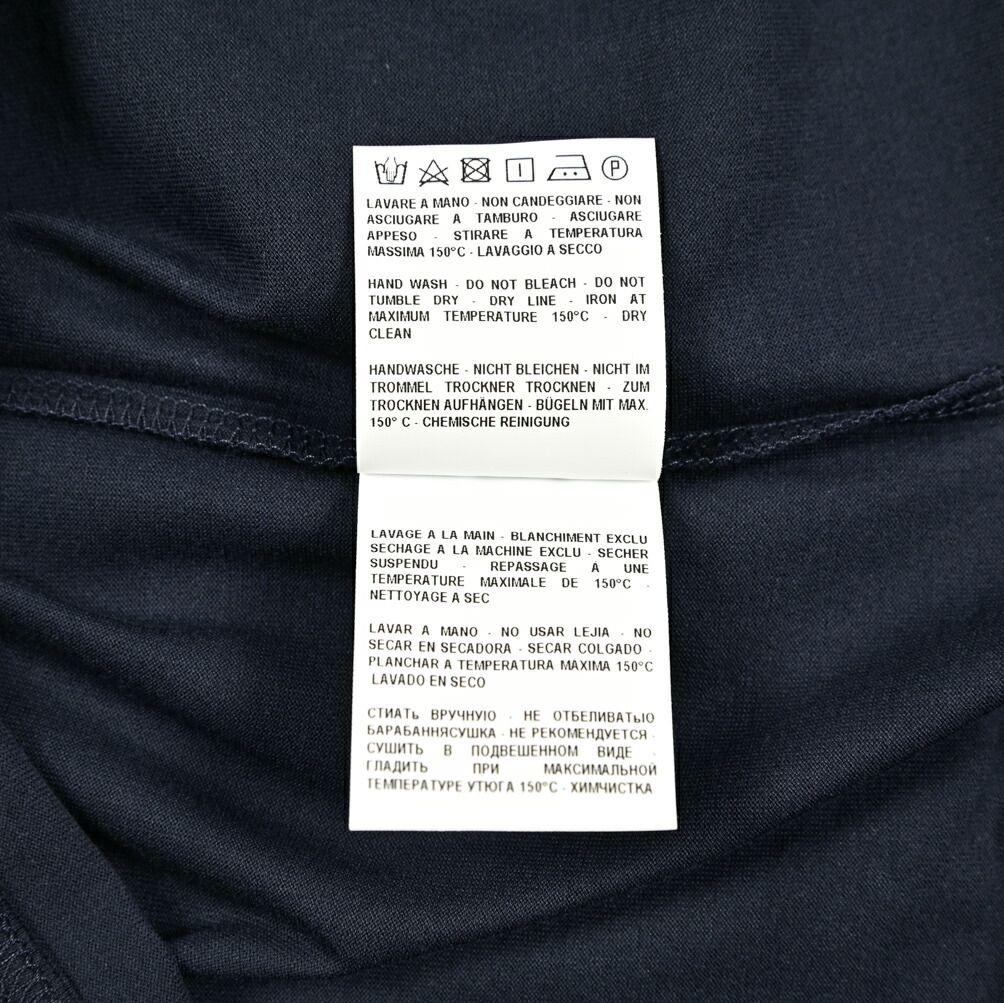 I
P
LAVARE A MANO - NON CANDEGGIARE - NON
ASCIUGARE A TAMBURO - ASCIUGARE
APPESO - STIRARE A TEMPERATURA
MASSIMA 150°C - LAVAGGIO A SECCO
HAND WASH - DO NOT BLEACH - DO NOT
TUMBLE DRY - DRY LINE - IRON AT
MAXIMUM TEMPERATURE 150°C - DRY
CLEAN
HANDWASCHE - NICHT BLEICHEN - NICHT IM
TROMMEL TROCKNER TROCKNEN - ZUM
TROCKNEN AUFHÄNGEN - BÜGELN MIT MAX.
150° C - CHEMISCHE REINIGUNG
LAVAGE A LA MAIN - BLANCHIMENT EXCLU
SECHAGE A LA MACHINE EXCLU - SECHER
SUSPENDU - REPASSAGE À UNE
TEMPERATURE MAXIMALE DE 150°C -
NETTOYAGE A SEC
LAVAR A MANO - NO USAR LEJIA - NO
SECAR EN SECADORA - SECAR COLGADO -
PLANCHAR A TEMPERATURA MAXIMA 150°C
LAVADO EN SECO
СТИАТЬ ВРУЧНУЮ - НЕ ОТБЕЛИВАТЬЮ
БАРАБАННЯСУШКА - НЕ РЕКОМЕНДУЕТСЯ -
СУШИТЬ В ПОДВЕШЕННОМ ВИДЕ -
ГЛАДИТЬ ПРИ МАКСИМАЛЬНОЙ
ТЕМПЕРАТУРЕ УТЮГА 150°C - ХИМЧИСТКА